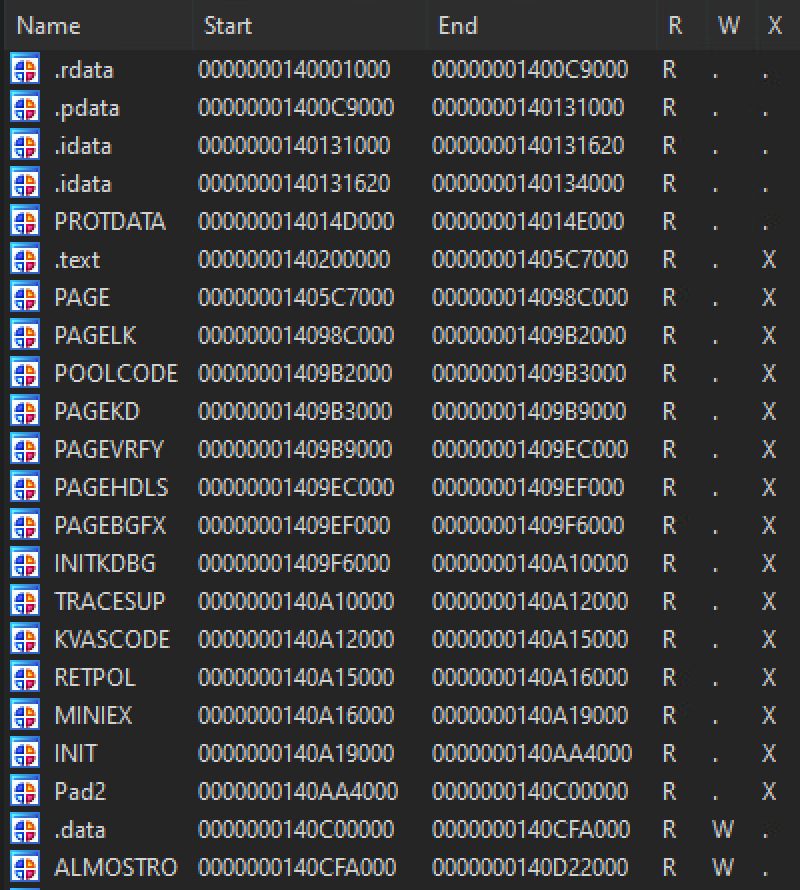 Name Start End R W X
.rdata 0000000140001000 00000001400C9000 R . .
.pdata 00000001400C9000 0000000140131000 R . .
.idata 0000000140131000 0000000140131620 R . .
.idata 0000000140131620 0000000140134000 R . .
PROTDATA 000000014014D000 000000014014E000 R . .
.text 0000000140200000 00000001405C7000 R . X
PAGE 00000001405C7000 000000014098C000 R . X
PAGELK 000000014098C000 00000001409B2000 R . X
POOLCODE 00000001409B2000 00000001409B3000 R . X
PAGEKD 00000001409B3000 00000001409B9000 R . X
PAGEVRFY 00000001409B9000 00000001409EC000 R . X
PAGEHDLS 00000001409EC000 00000001409EF000 R . X
PAGEBGFX 00000001409EF000 00000001409F6000 R . X
INITKDBG 00000001409F6000 0000000140A10000 R . X
TRACESUP 0000000140A10000 0000000140A12000 R . X
KVASCODE 0000000140A12000 0000000140A15000 R . X
RETPOL 0000000140A15000 0000000140A16000 R . X
MINIEX 0000000140A16000 0000000140A19000 R . X
INIT 0000000140A19000 0000000140AA4000 R . X
Pad2 0000000140AA4000 0000000140C00000 R . X
.data 0000000140C00000 0000000140CFA000 R W .
ALMOSTRO 0000000140CFA000 0000000140D22000 R W .